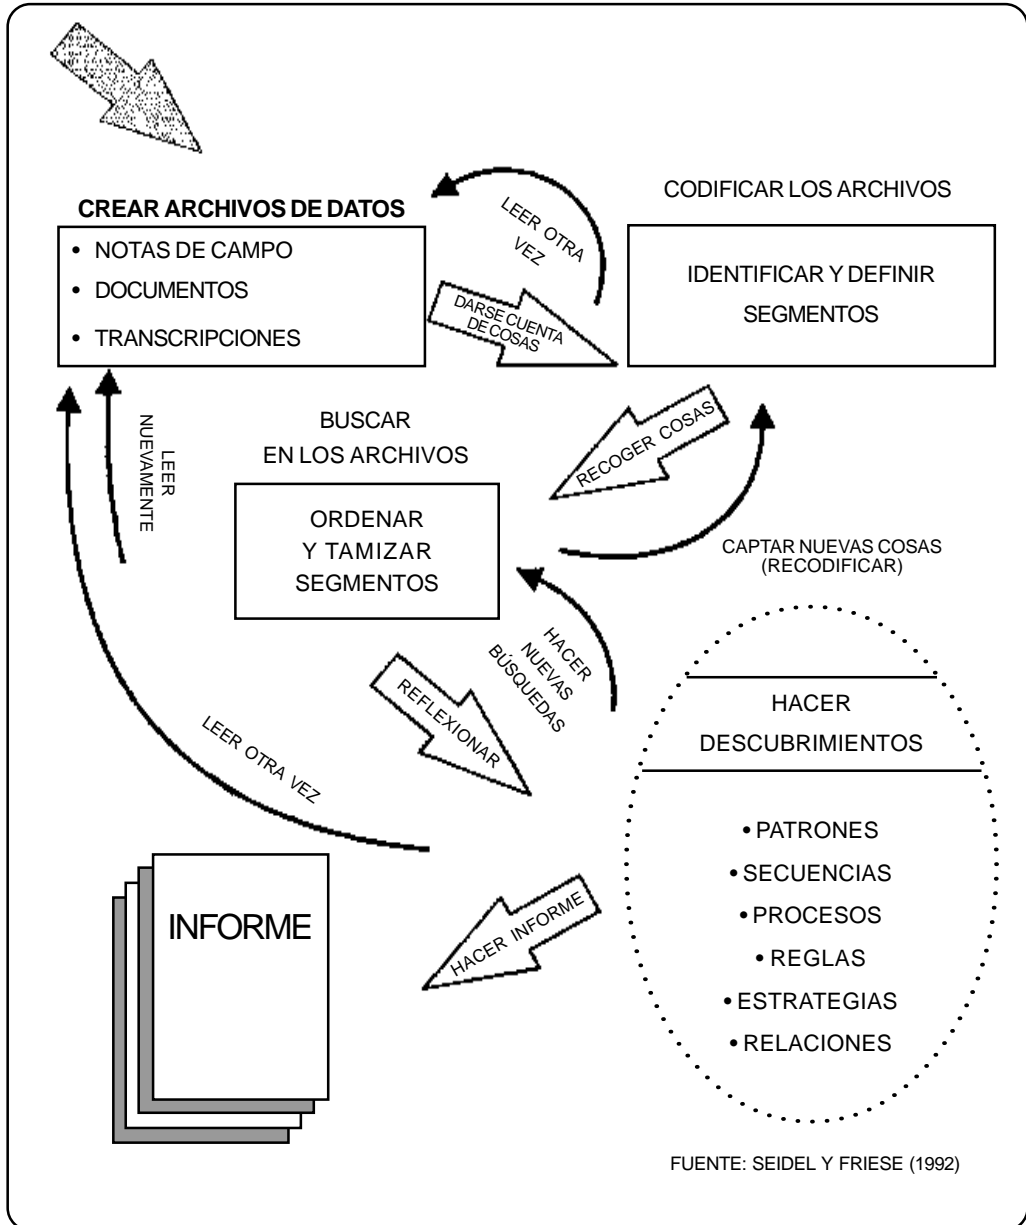 CREAR ARCHIVOS DE DATOS
• NOTAS DE CAMPO
• DOCUMENTOS
• TRANSCRIPCIONES
LEER OTRA
VEZ
DARSE CUENTA
DE COSAS
CODIFICAR LOS ARCHIVOS
IDENTIFICAR Y DEFINIR
SEGMENTOS
LEER
NUEVAMENTE
BUSCAR
EN LOS ARCHIVOS
ORDENAR
Y TAMIZAR
SEGMENTOS
RECOGER COSAS
CAPTAR NUEVAS COSAS
(RECODIFICAR)
HACER
NUEVAS
BÚSQUEDAS
REFLEXIONAR
LEER OTRA VEZ
HACER
DESCUBRIMIENTOS
• PATRONES
• SECUENCIAS
• PROCESOS
• REGLAS
• ESTRATEGIAS
• RELACIONES
HACER INFORME
INFORME
FUENTE: SEIDEL Y FRIESE (1992)